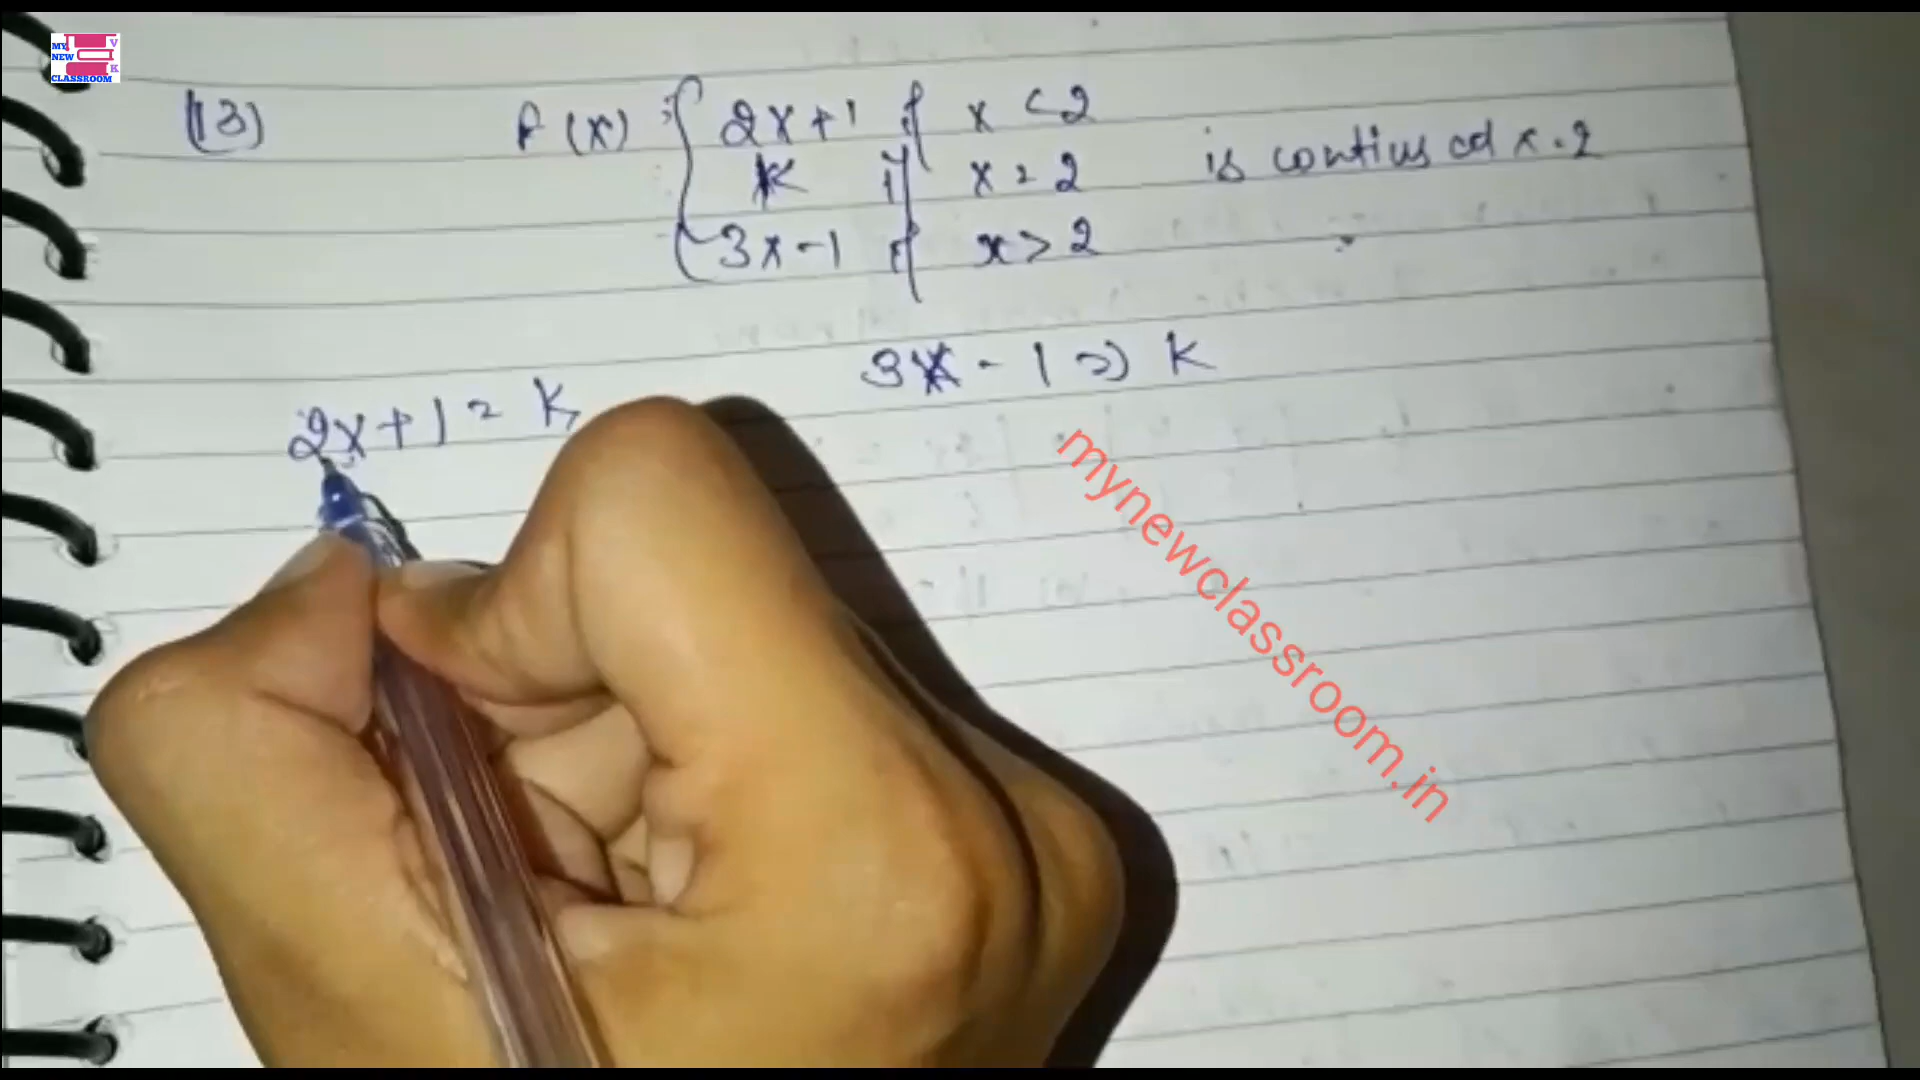 MY NEW CLASSROOM VK
(13) f(x) = { 2x+1 if x < 2
K if x = 2 is contius at x = 2
3x-1 if x > 2
3x - 1 => K
2x+1 = K,
mynewclassroom.in